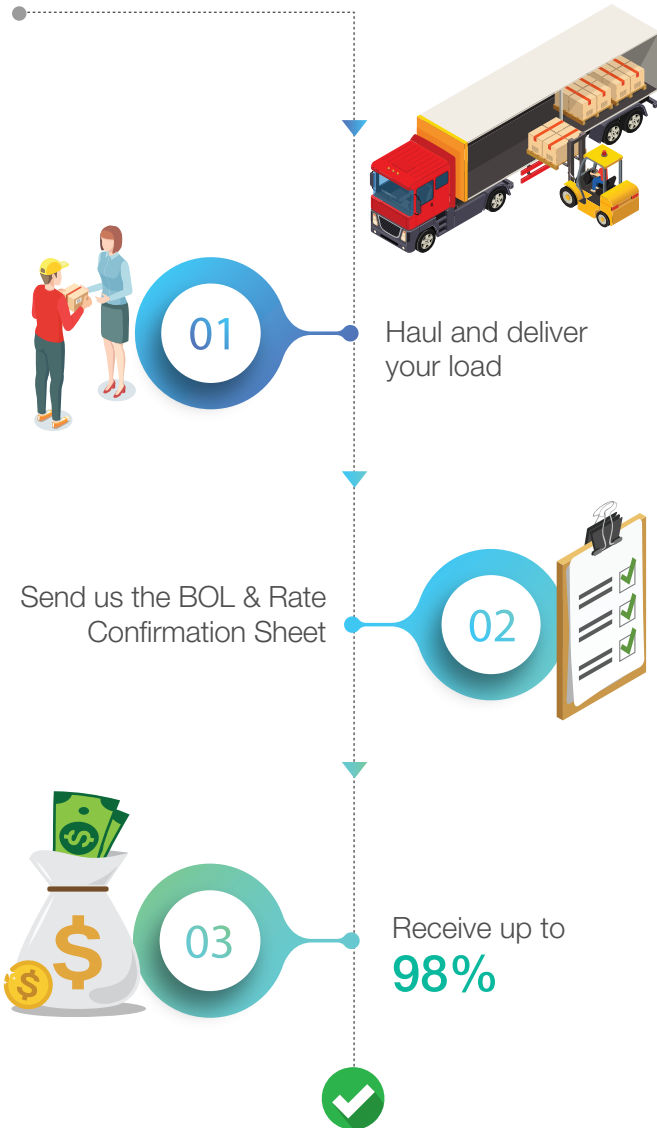 01
Haul and deliver
your load
Send us the BOL & Rate
Confirmation Sheet
02
$
$
$
03
Receive up to
98%